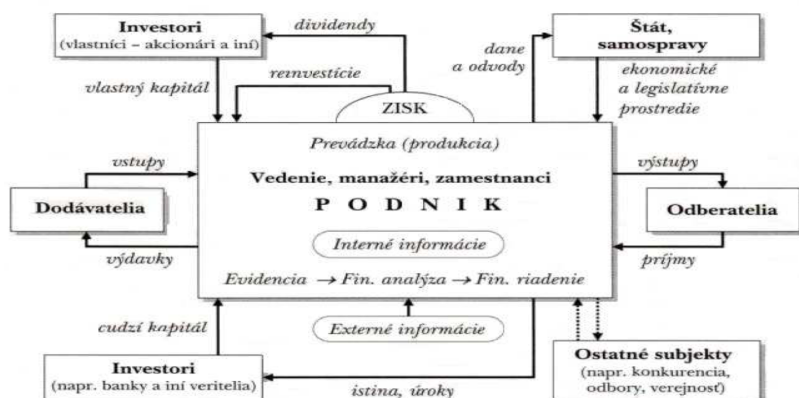 Investori
(vlastníci – akcionári a iní)
dividendy
dane
a odvody
Štát,
samospravy
vlastný kapitál
reinvestície
ekonomické
a legislatívne
prostredie
ZISK
Prevádzka (produkcia)
vstupy
Vedenie, manažéri, zamestnanci
výstupy
Dodávatelia
P O D N I K
Odberatelia
Interné informácie
výdavky
príjmy
Evidencia → Fin. analýza → Fin. riadenie
cudzí kapitál
Externé informácie
Investori
(napr. banky a iní veritelia)
istina, úroky
Ostatné subjekty
(napr. konkurencia,
odbory, verejnosť)